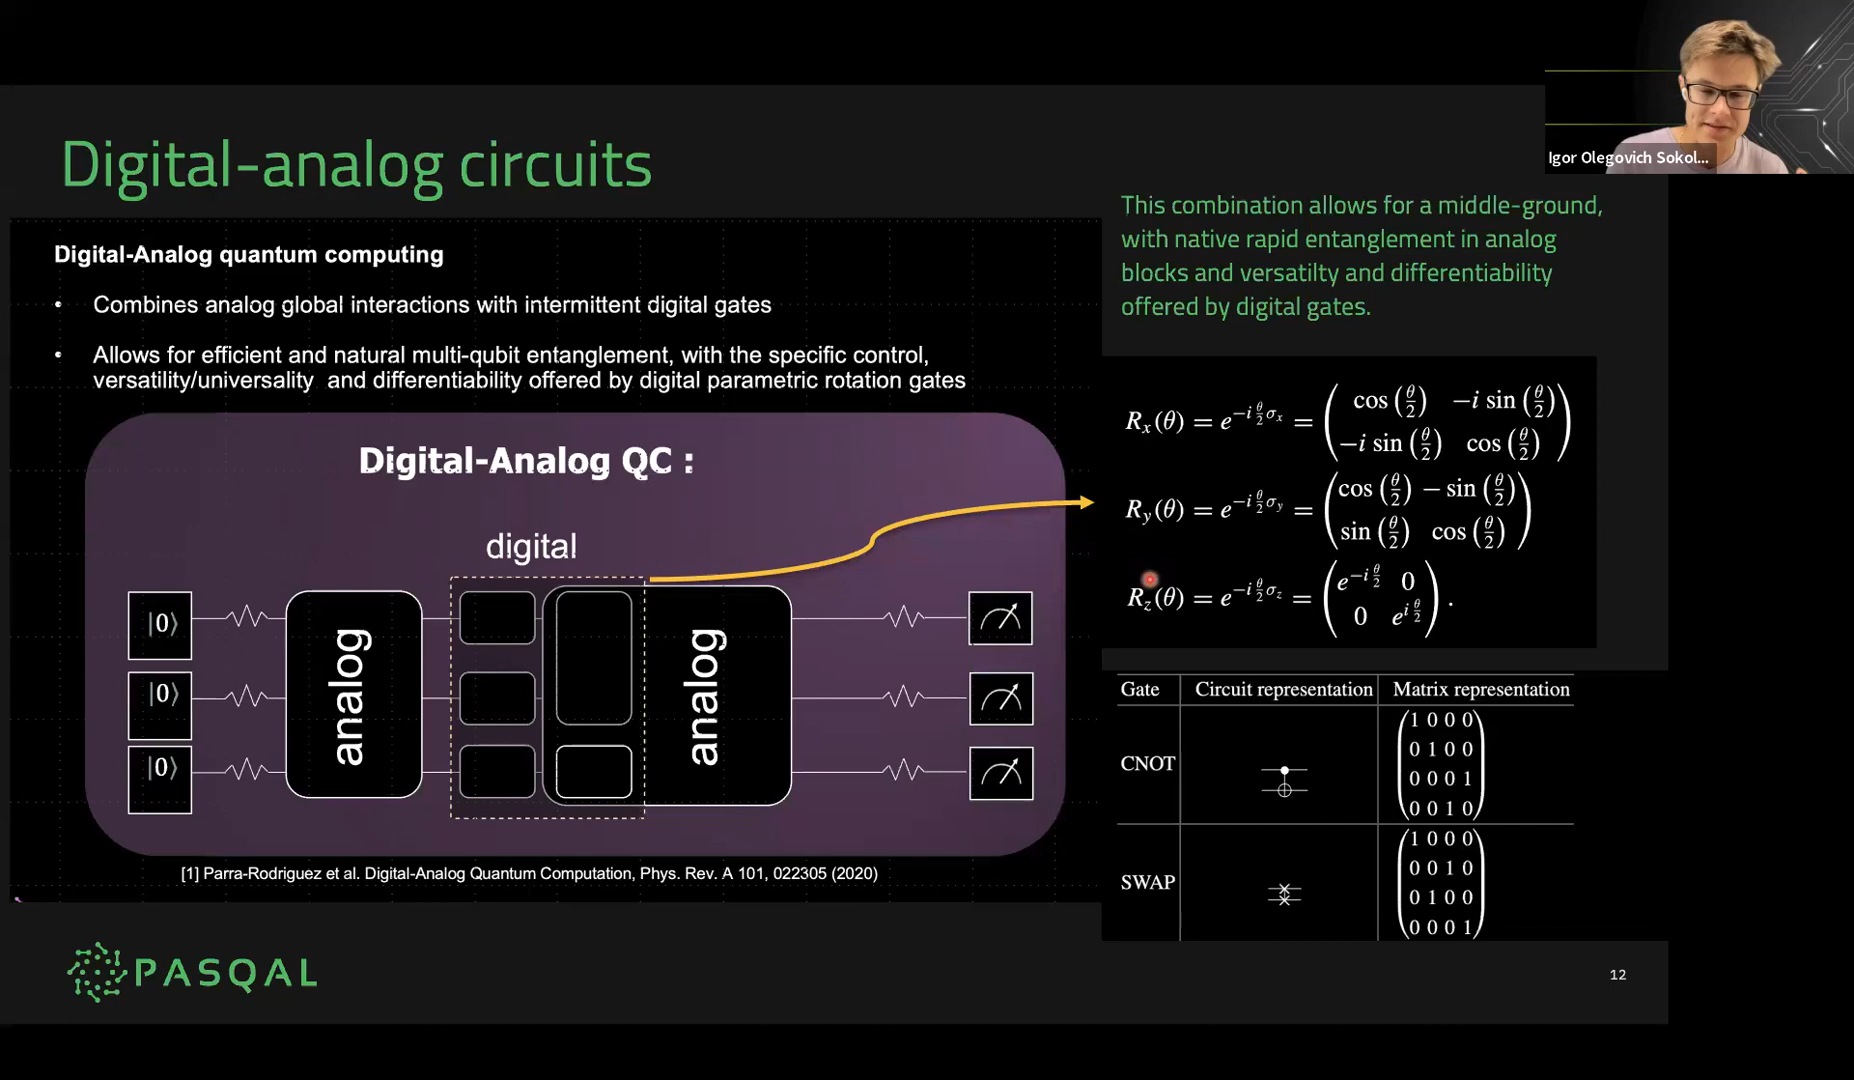 Digital-analog circuits
Igor Olegovich Sokol...
This combination allows for a middle-ground,
with native rapid entanglement in analog
blocks and versatilty and differentiability
offered by digital gates.
Digital-Analog quantum computing
• Combines analog global interactions with intermittent digital gates
• Allows for efficient and natural multi-qubit entanglement, with the specific control,
versatility/universality and differentiability offered by digital parametric rotation gates
Digital-Analog QC :
digital
|0⟩
|0⟩
|0⟩
analog
analog
[1] Parra-Rodriguez et al. Digital-Analog Quantum Computation, Phys. Rev. A 101, 022305 (2020)
Rₓ(θ) = e^{-i θ/2 σₓ} = ( cos(θ/2) −i sin(θ/2)
−i sin(θ/2) cos(θ/2) )
R_y(θ) = e^{-i θ/2 σ_y} = ( cos(θ/2) − sin(θ/2)
sin(θ/2) cos(θ/2) )
R_z(θ) = e^{-i θ/2 σ_z} = ( e^{-i θ/2} 0
0 e^{i θ/2} ) .
Gate Circuit representation Matrix representation
CNOT
1 0 0 0
0 1 0 0
0 0 0 1
0 0 1 0
SWAP
1 0 0 0
0 0 1 0
0 1 0 0
0 0 0 1
PASQAL
12